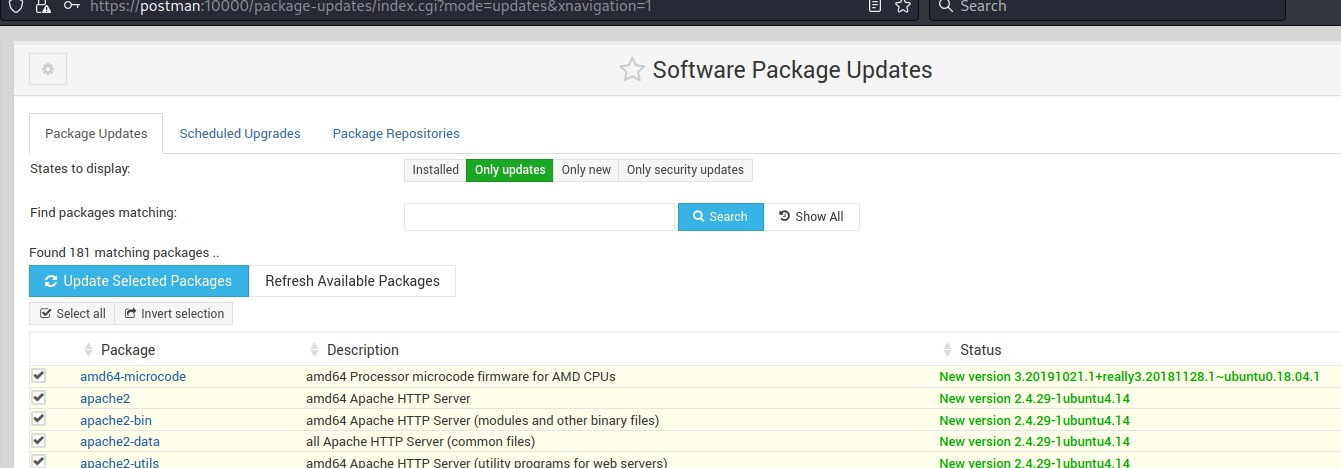 https://postman:10000/package-updates/index.cgi?mode=updates&xnavigation=1 Search
Software Package Updates
Package Updates Scheduled Upgrades Package Repositories
States to display: Installed Only updates Only new Only security updates
Find packages matching: Search Show All
Found 181 matching packages ..
Update Selected Packages Refresh Available Packages
Select all Invert selection
Package Description Status
amd64-microcode amd64 Processor microcode firmware for AMD CPUs New version 3.20191021.1+really3.20181128.1~ubuntu0.18.04.1
apache2 amd64 Apache HTTP Server New version 2.4.29-1ubuntu4.14
apache2-bin amd64 Apache HTTP Server (modules and other binary files) New version 2.4.29-1ubuntu4.14
apache2-data all Apache HTTP Server (common files) New version 2.4.29-1ubuntu4.14
apache2-utils amd64 Apache HTTP Server (utility programs for web servers) New version 2.4.29-1ubuntu4.14